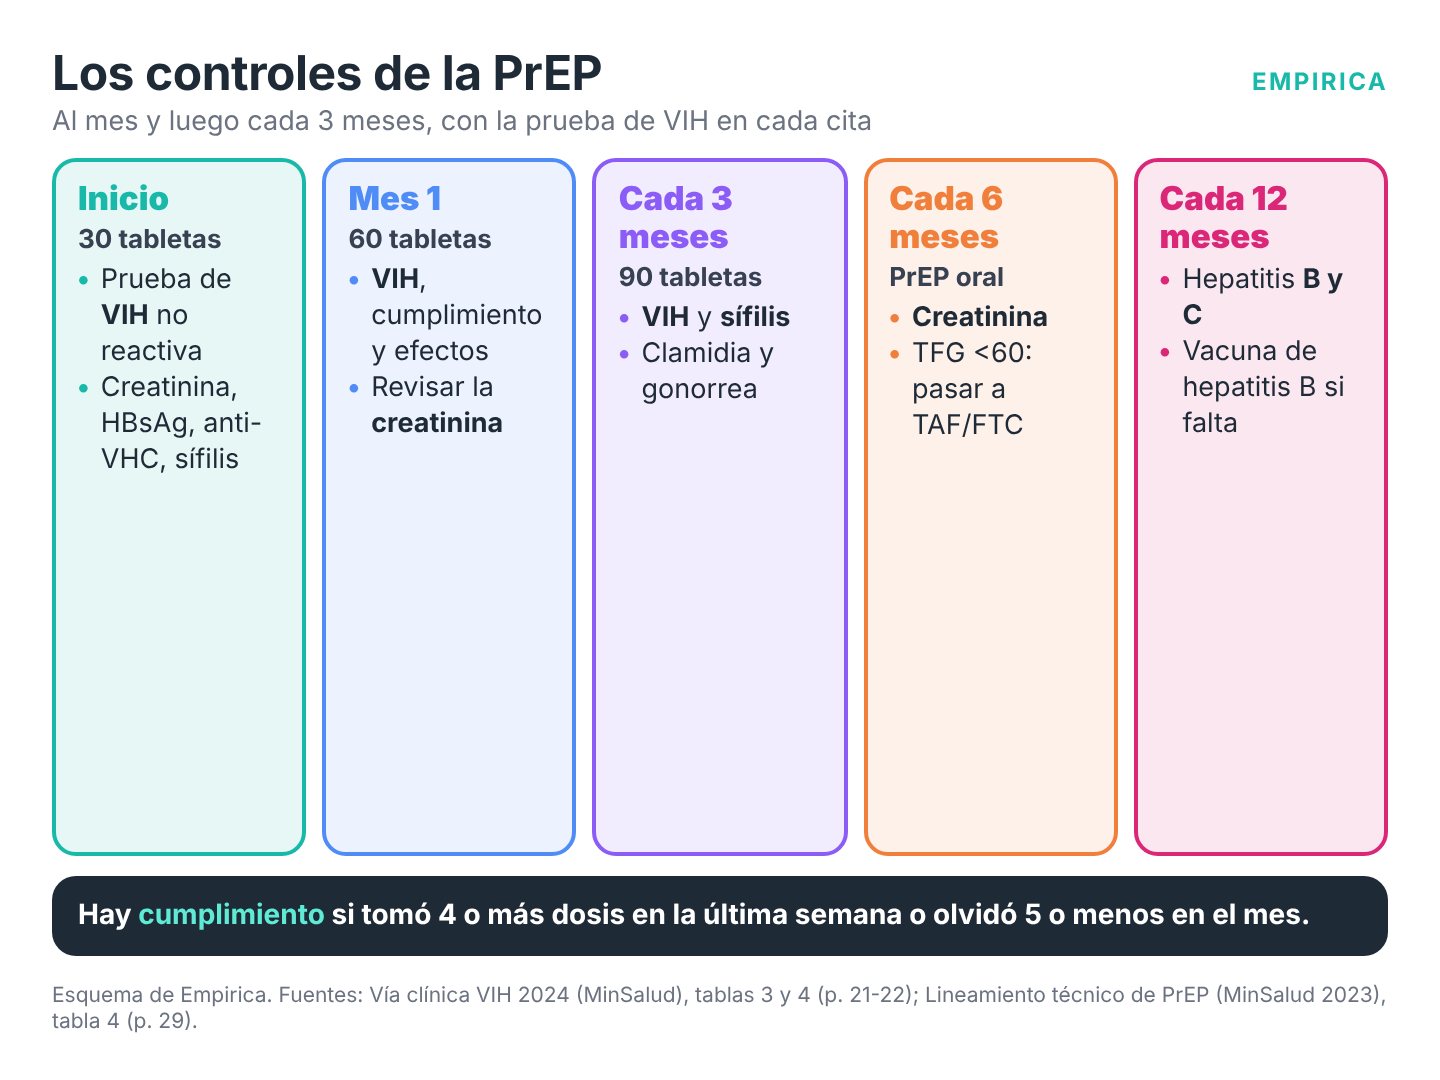 Los controles de la PrEP
EMPIRICA
Al mes y luego cada 3 meses, con la prueba de VIH en cada cita
Inicio
30 tabletas
• Prueba de
VIH no
reactiva
• Creatinina,
HBsAg, anti-
VHC, sífilis
Mes 1
60 tabletas
• VIH,
cumplimiento
y efectos
• Revisar la
creatinina
Cada 3
meses
90 tabletas
• VIH y sífilis
• Clamidia y
gonorrea
Cada 6
meses
PrEP oral
• Creatinina
• TFG <60:
pasar a
TAF/FTC
Cada 12
meses
• Hepatitis B y
C
• Vacuna de
hepatitis B si
falta
Hay cumplimiento si tomó 4 o más dosis en la última semana o olvidó 5 o menos en el mes.
Esquema de Empirica. Fuentes: Vía clínica VIH 2024 (MinSalud), tablas 3 y 4 (p. 21-22); Lineamiento técnico de PrEP (MinSalud 2023),
tabla 4 (p. 29).